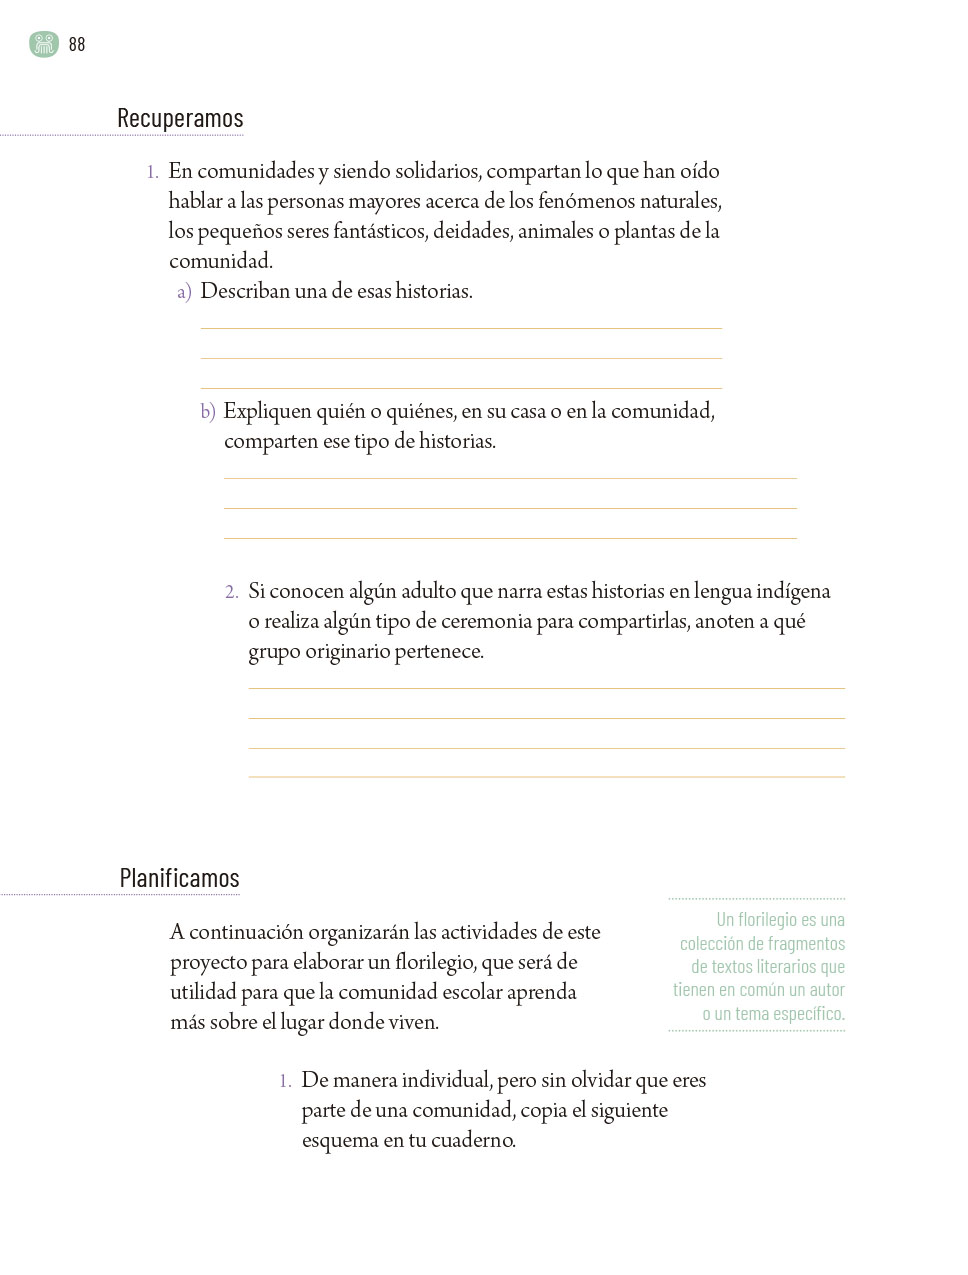 88
Recuperamos
1. En comunidades y siendo solidarios, compartan lo que han oído
hablar a las personas mayores acerca de los fenómenos naturales,
los pequeños seres fantásticos, deidades, animales o plantas de la
comunidad.
a) Describan una de esas historias.
b) Expliquen quién o quiénes, en su casa o en la comunidad,
comparten ese tipo de historias.
2. Si conocen algún adulto que narra estas historias en lengua indígena
o realiza algún tipo de ceremonia para compartirlas, anoten a qué
grupo originario pertenece.
Planificamos
A continuación organizarán las actividades de este
proyecto para elaborar un florilegio, que será de
utilidad para que la comunidad escolar aprenda
más sobre el lugar donde viven.
Un florilegio es una
colección de fragmentos
de textos literarios que
tienen en común un autor
o un tema específico.
1. De manera individual, pero sin olvidar que eres
parte de una comunidad, copia el siguiente
esquema en tu cuaderno.